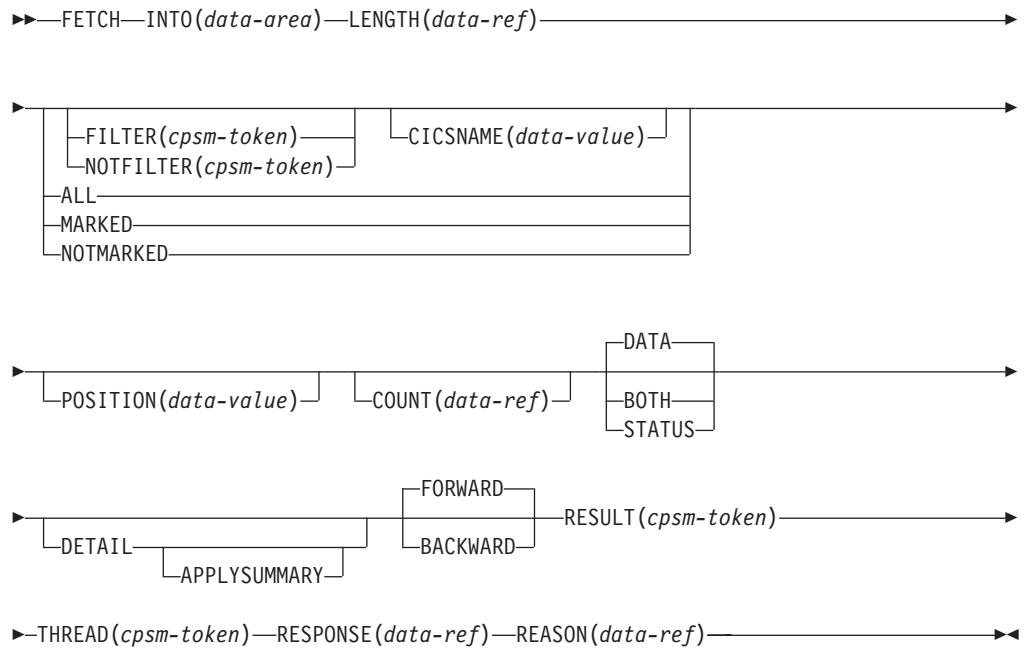 FETCH INTO(data-area) LENGTH(data-ref)
FILTER(cpsm-token) CICSNAME(data-value)
NOTFILTER(cpsm-token)
ALL
MARKED
NOTMARKED
DATA
POSITION(data-value) COUNT(data-ref) BOTH
STATUS
FORWARD
RESULT(cpsm-token)
DETAIL BACKWARD
APPLYSUMMARY
THREAD(cpsm-token) RESPONSE(data-ref) REASON(data-ref)